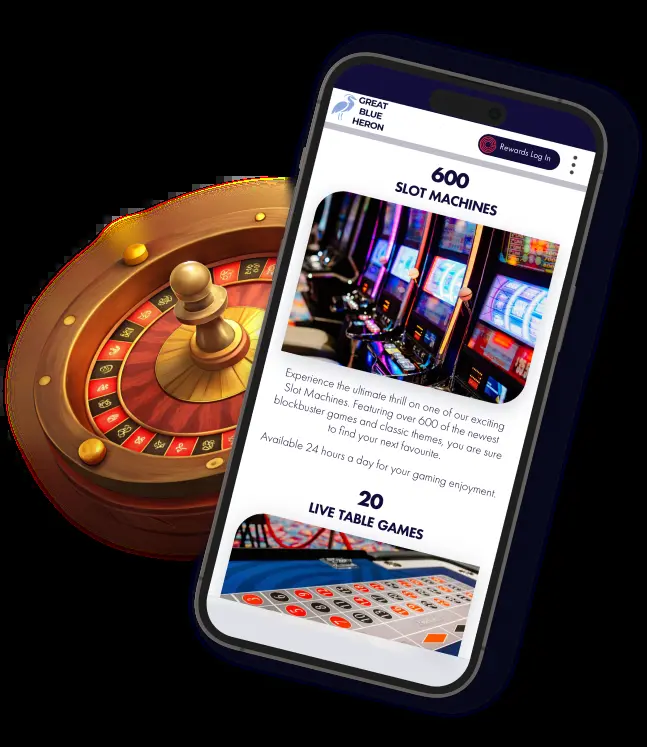 GREAT
BLUE
HERON
Rewards Log In
600
SLOT MACHINES
Experience the ultimate thrill on one of our exciting
Slot Machines. Featuring over 600 of the newest
blockbuster games and classic themes, you are sure
to find your next favourite.
Available 24 hours a day for your gaming enjoyment.
20
LIVE TABLE GAMES